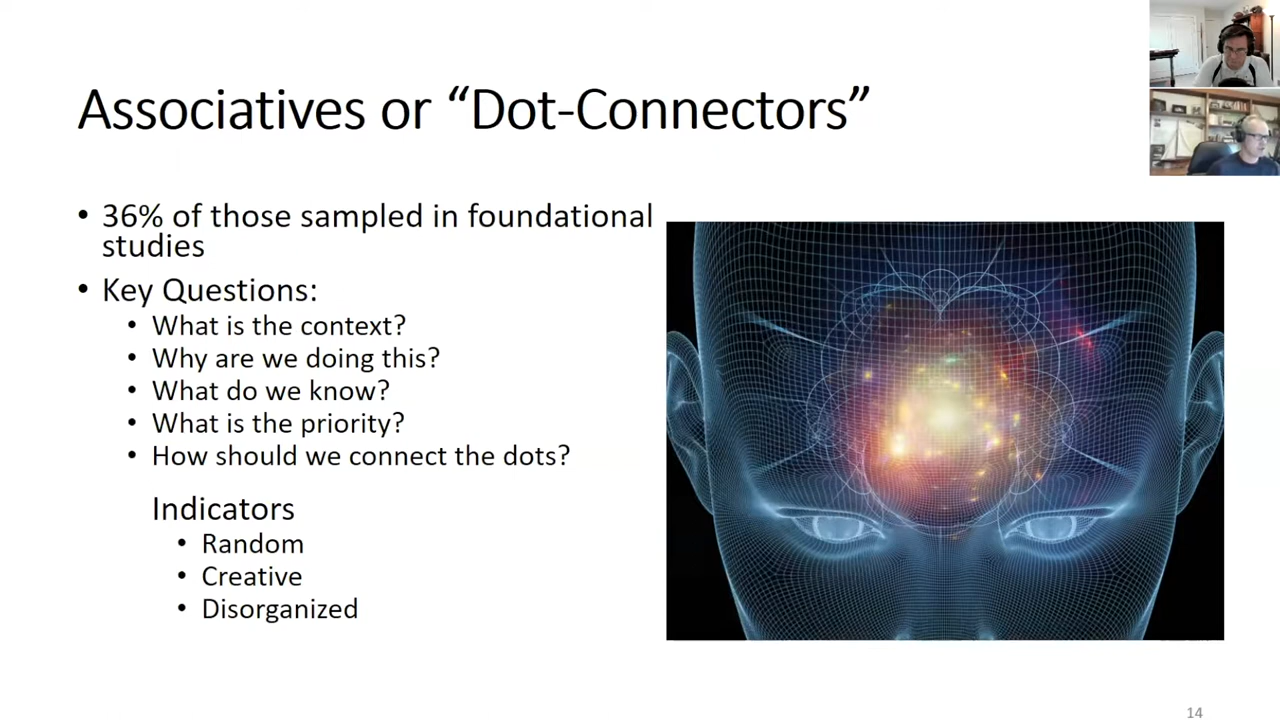 Associatives or “Dot-Connectors”
• 36% of those sampled in foundational
studies
• Key Questions:
• What is the context?
• Why are we doing this?
• What do we know?
• What is the priority?
• How should we connect the dots?
Indicators
• Random
• Creative
• Disorganized
14